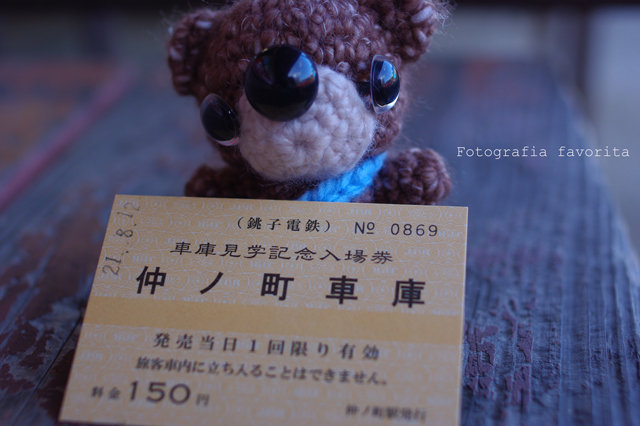 Fotografia favorita
21.-8.12
(銚子電鉄) № 0869
車庫見学記念入場券
仲ノ町車庫
発売当日1回限り有効
旅客車内に立ち入ることはできません。
料金150円
仲ノ町駅発行